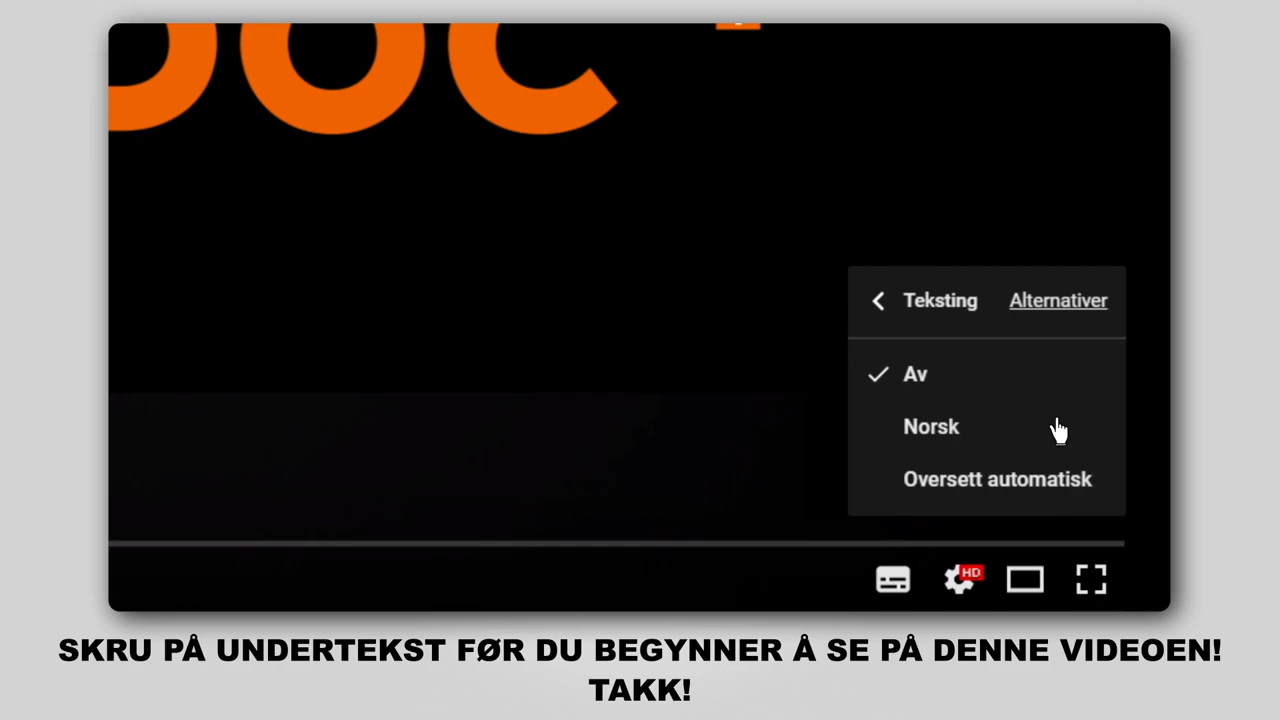 Teksting Alternativer
Av
Norsk
Oversett automatisk
HD
SKRU PÅ UNDERTEKST FØR DU BEGYNNER Å SE PÅ DENNE VIDEOEN!
TAKK!